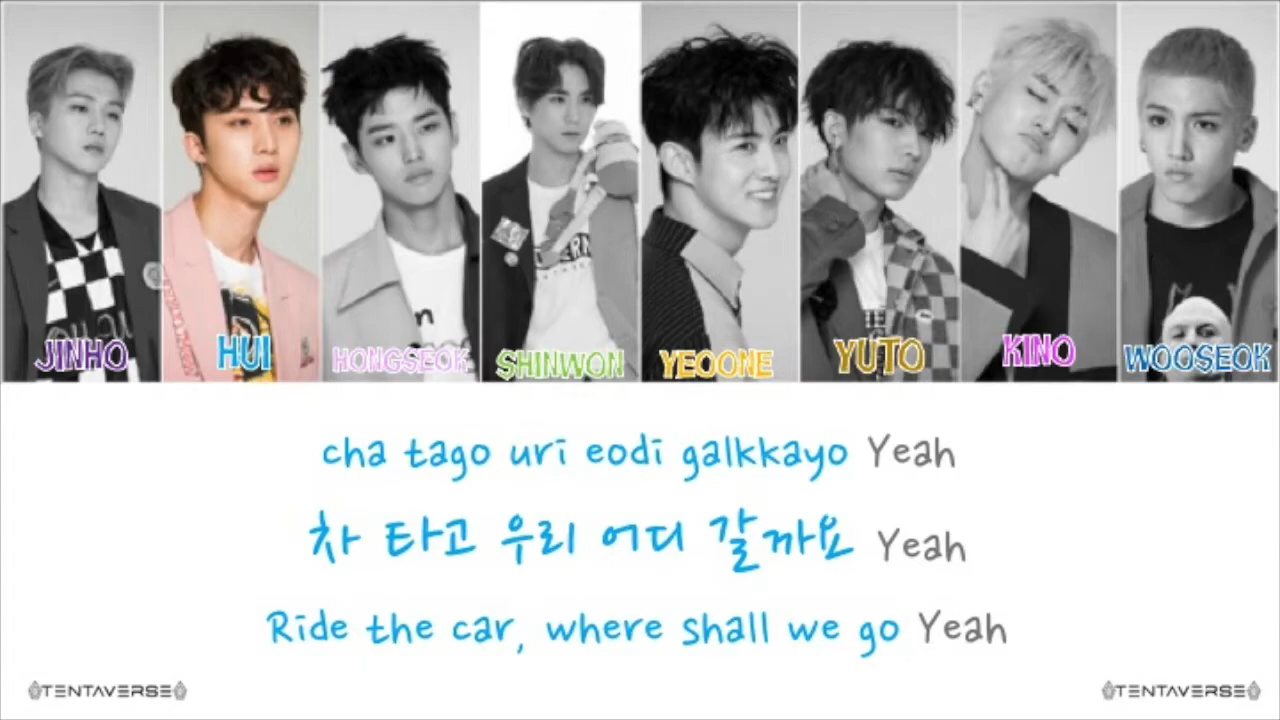 JINHO HUI HONGSEOK SHINWON YEOONE YUTO KINO WOOSEOK
cha tago uri eodi galkkayo Yeah
차 타고 우리 어디 갈까요 Yeah
Ride the car, where shall we go Yeah
TENTAVERSE TENTAVERSE